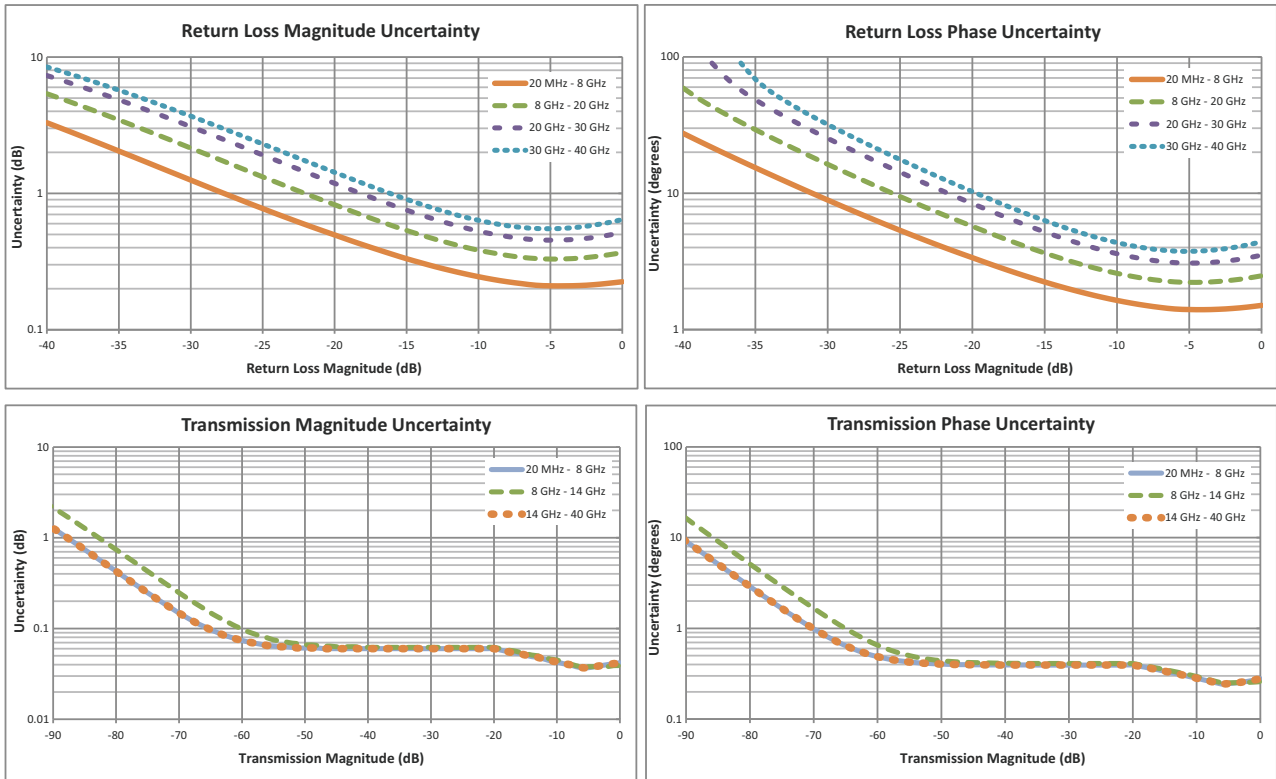 Return Loss Magnitude Uncertainty
10
1
0.1
Uncertainty (dB)
20 MHz - 8 GHz
8 GHz - 20 GHz
20 GHz - 30 GHz
30 GHz - 40 GHz
-40 -35 -30 -25 -20 -15 -10 -5 0
Return Loss Magnitude (dB)
Return Loss Phase Uncertainty
100
10
1
Uncertainty (degrees)
20 MHz - 8 GHz
8 GHz - 20 GHz
20 GHz - 30 GHz
30 GHz - 40 GHz
-40 -35 -30 -25 -20 -15 -10 -5 0
Return Loss Magnitude (dB)
Transmission Magnitude Uncertainty
10
1
0.1
0.01
Uncertainty (dB)
20 MHz - 8 GHz
8 GHz - 14 GHz
14 GHz - 40 GHz
-90 -80 -70 -60 -50 -40 -30 -20 -10 0
Transmission Magnitude (dB)
Transmission Phase Uncertainty
100
10
1
0.1
Uncertainty (degrees)
20 MHz - 8 GHz
8 GHz - 14 GHz
14 GHz - 40 GHz
-90 -80 -70 -60 -50 -40 -30 -20 -10 0
Transmission Magnitude (dB)